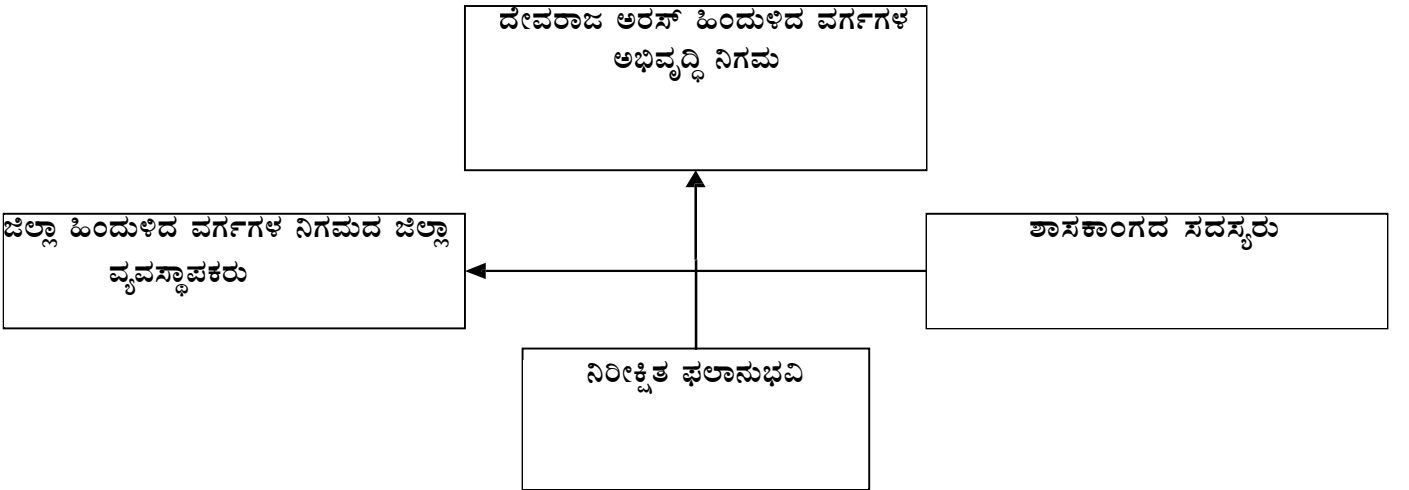 ದೇವರಾಜ ಅರಸ್ ಹಿಂದುಳಿದ ವರ್ಗಗಳ
ಅಭಿವೃದ್ಧಿ ನಿಗಮ
ಜಿಲ್ಲಾ ಹಿಂದುಳಿದ ವರ್ಗಗಳ ನಿಗಮದ ಜಿಲ್ಲಾ
ವ್ಯವಸ್ಥಾಪಕರು
ಶಾಸಕಾಂಗದ ಸದಸ್ಯರು
ನಿರೀಕ್ಷಿತ ಫಲಾನುಭವಿ